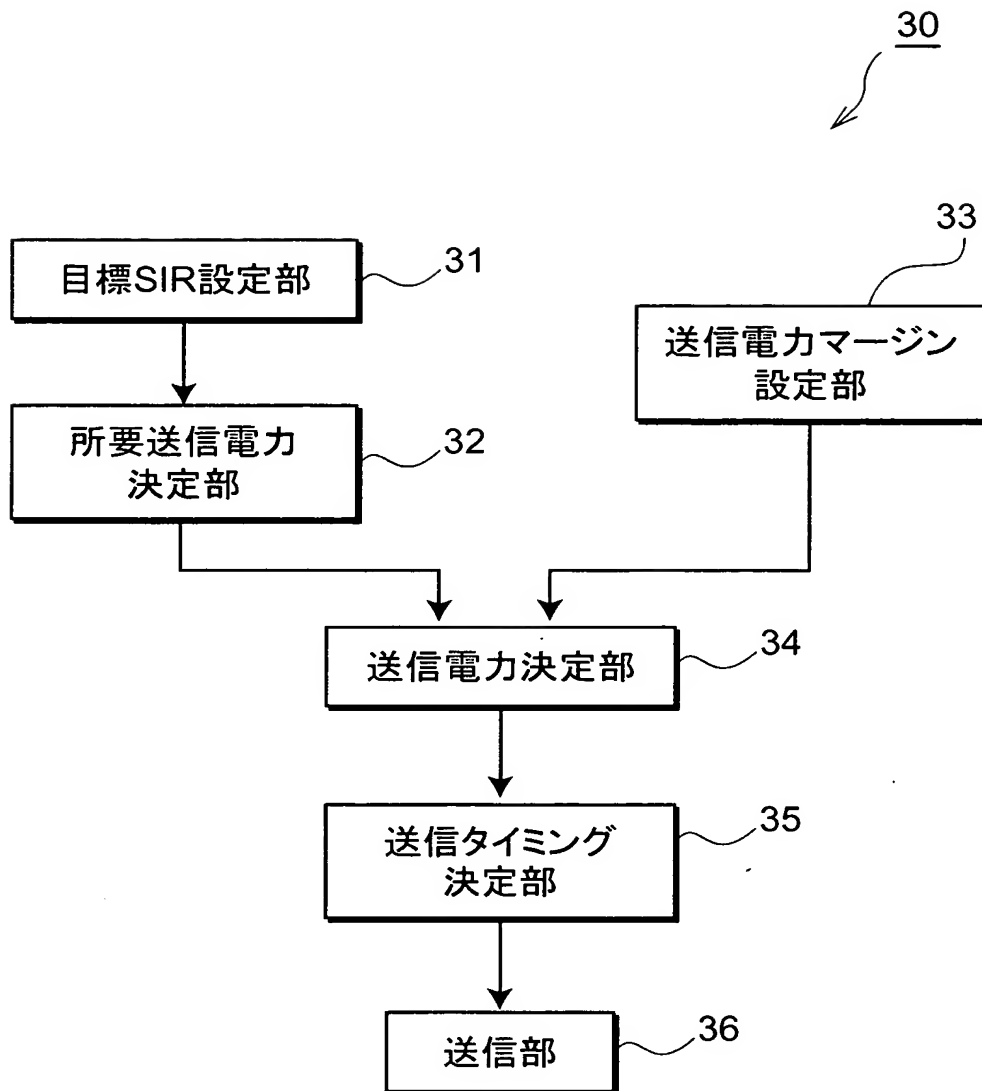 30
目標SIR設定部
31
33
送信電力マージン
設定部
所要送信電力
決定部
32
送信電力決定部
34
送信タイミング
決定部
35
送信部
36